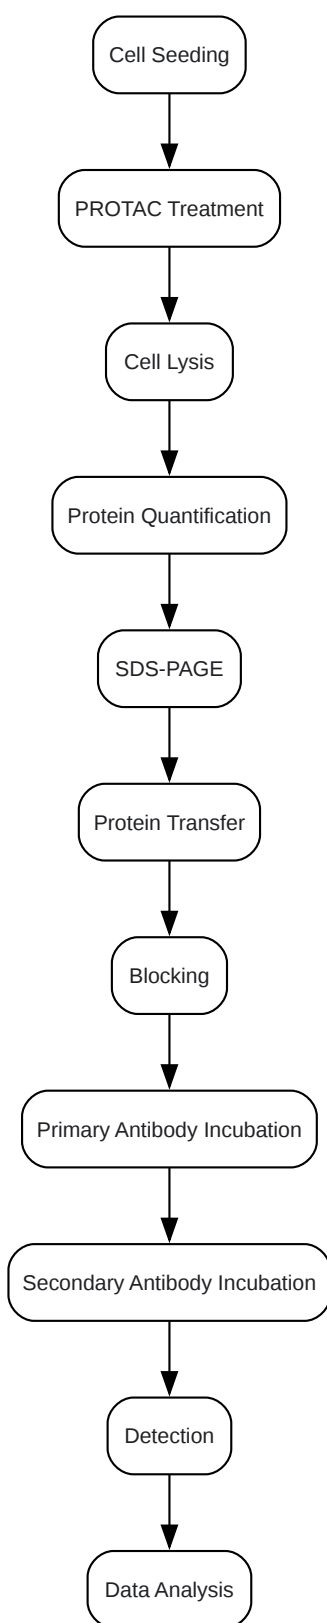 Cell Seeding
PROTAC Treatment
Cell Lysis
Protein Quantification
SDS-PAGE
Protein Transfer
Blocking
Primary Antibody Incubation
Secondary Antibody Incubation
Detection
Data Analysis